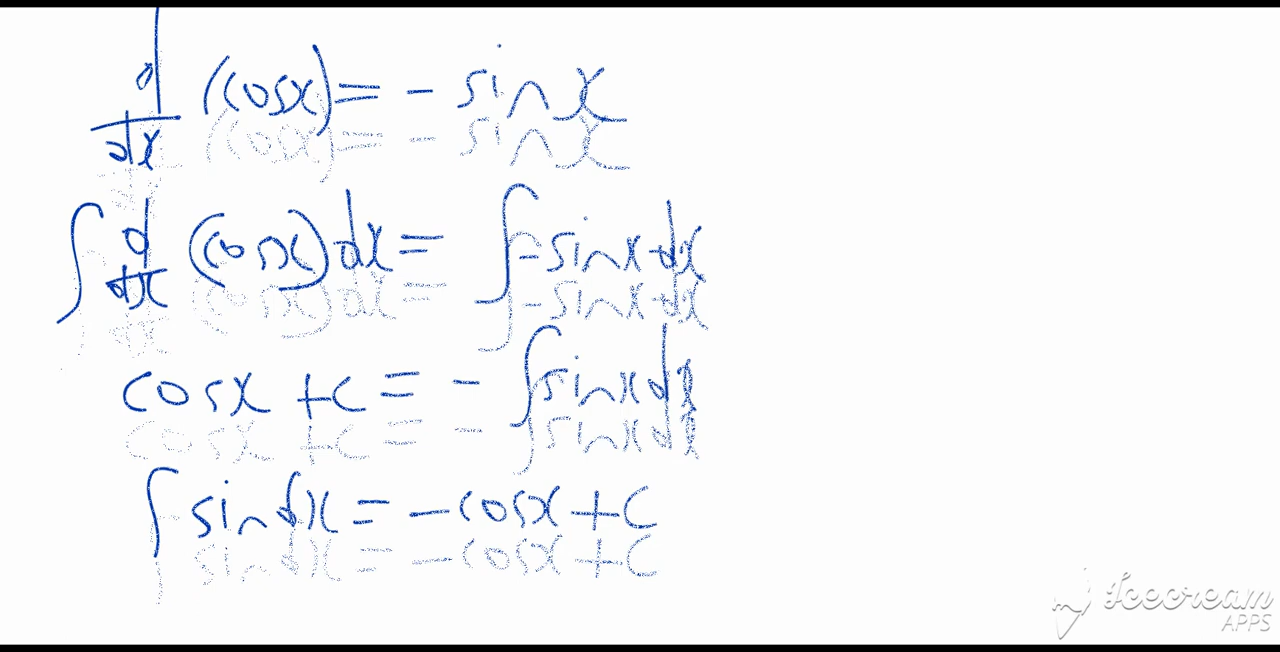 d/dx (cosx) = - sinx
∫ d/dx (cosx) dx = ∫ -sinx dx
cosx + c = - ∫ sinx dx
∫ sin dx = -cosx + c
Icecream
APPS